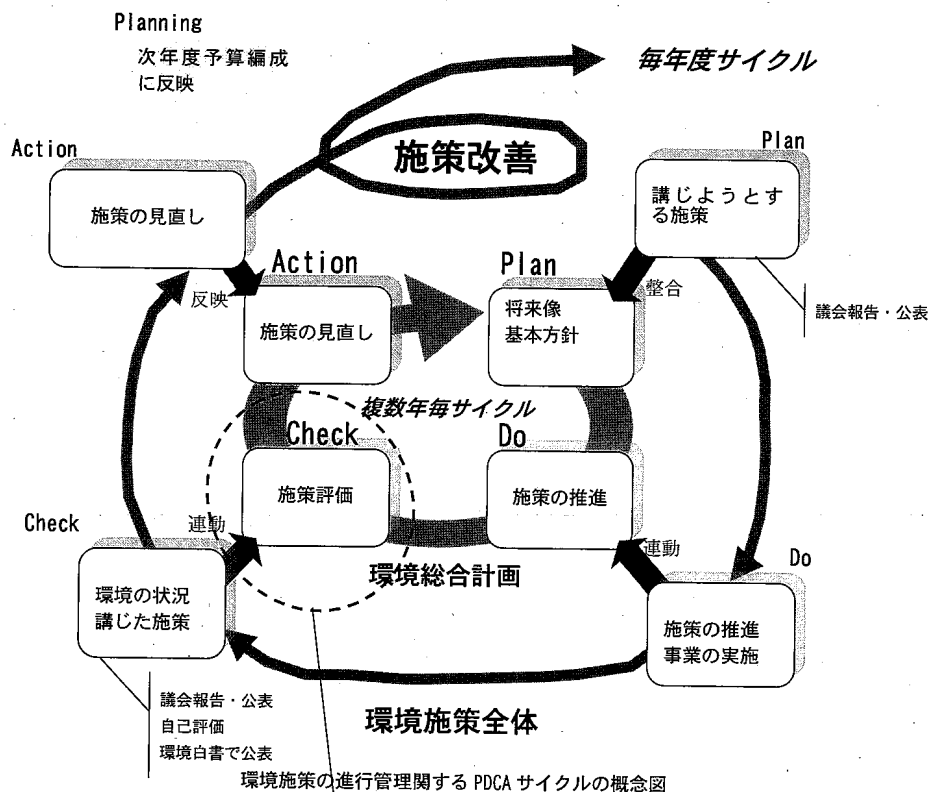 Planning
次年度予算編成
に反映
毎年度サイクル
Action
施策改善
Plan
施策の見直し
講じようとす
る施策
Action
Plan
反映
整合
施策の見直し
将来像
基本方針
議会報告・公表
複数年毎サイクル
Check
Do
施策評価
施策の推進
Check
連動
連動
Do
環境総合計画
環境の状況
講じた施策
施策の推進
事業の実施
議会報告・公表
自己評価
環境白書で公表
環境施策全体
環境施策の進行管理関する PDCA サイクルの概念図